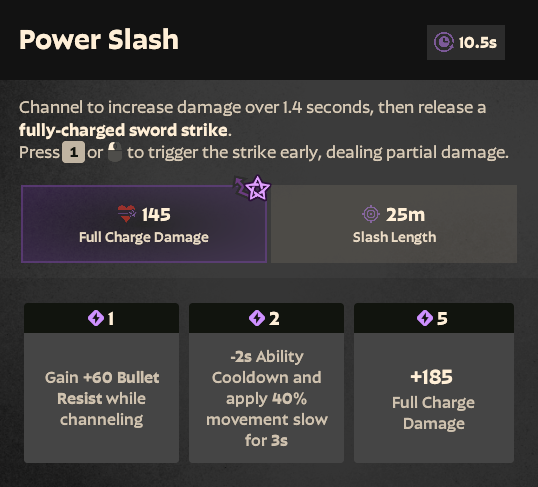 Power Slash
10.5s
Channel to increase damage over 1.4 seconds, then release a
fully-charged sword strike.
Press 1 or to trigger the strike early, dealing partial damage.
145
Full Charge Damage
25m
Slash Length
1
Gain +60 Bullet
Resist while
channeling
2
-2s Ability
Cooldown and
apply 40%
movement slow
for 3s
5
+185
Full Charge
Damage